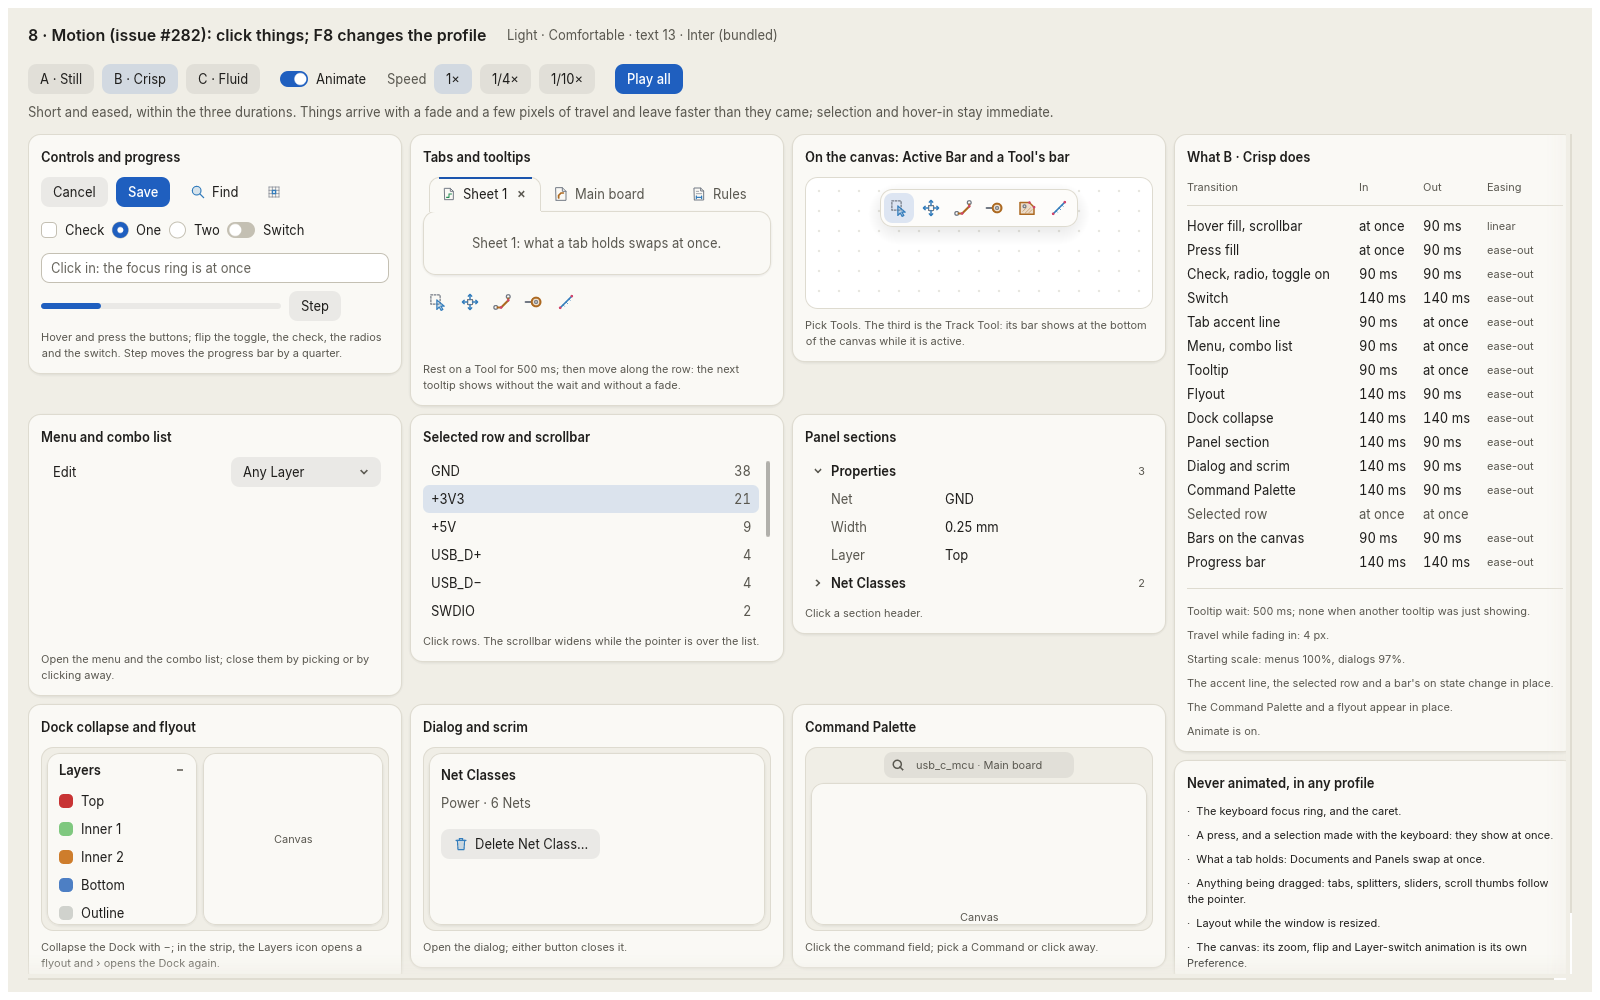 8 · Motion (issue #282): click things; F8 changes the profile
Light · Comfortable · text 13 · Inter (bundled)
A · Still
B · Crisp
C · Fluid
Animate
Speed
1×
1/4×
1/10×
Play all
Short and eased, within the three durations. Things arrive with a fade and a few pixels of travel and leave faster than they came; selection and hover-in stay immediate.
Controls and progress
Cancel
Save
Find
Check
One
Two
Switch
Click in: the focus ring is at once
Step
Hover and press the buttons; flip the toggle, the check, the radios
and the switch. Step moves the progress bar by a quarter.
Tabs and tooltips
Sheet 1 ×
Main board
Rules
Sheet 1: what a tab holds swaps at once.
Rest on a Tool for 500 ms; then move along the row: the next
tooltip shows without the wait and without a fade.
On the canvas: Active Bar and a Tool's bar
Pick Tools. The third is the Track Tool: its bar shows at the bottom
of the canvas while it is active.
What B · Crisp does
Transition In Out Easing
Hover fill, scrollbar at once 90 ms linear
Press fill at once 90 ms ease-out
Check, radio, toggle on 90 ms 90 ms ease-out
Switch 140 ms 140 ms ease-out
Tab accent line 90 ms at once ease-out
Menu, combo list 90 ms at once ease-out
Tooltip 90 ms at once ease-out
Flyout 140 ms 90 ms ease-out
Dock collapse 140 ms 140 ms ease-out
Panel section 140 ms 90 ms ease-out
Dialog and scrim 140 ms 90 ms ease-out
Command Palette 140 ms 90 ms ease-out
Selected row at once at once
Bars on the canvas 90 ms 90 ms ease-out
Progress bar 140 ms 140 ms ease-out
Tooltip wait: 500 ms; none when another tooltip was just showing.
Travel while fading in: 4 px.
Starting scale: menus 100%, dialogs 97%.
The accent line, the selected row and a bar's on state change in place.
The Command Palette and a flyout appear in place.
Animate is on.
Menu and combo list
Edit
Any Layer
Open the menu and the combo list; close them by picking or by
clicking away.
Selected row and scrollbar
GND 38
+3V3 21
+5V 9
USB_D+ 4
USB_D− 4
SWDIO 2
Click rows. The scrollbar widens while the pointer is over the list.
Panel sections
Properties 3
Net GND
Width 0.25 mm
Layer Top
Net Classes 2
Click a section header.
Dock collapse and flyout
Layers −
Top
Inner 1
Inner 2
Bottom
Outline
Canvas
Collapse the Dock with −; in the strip, the Layers icon opens a
flyout and › opens the Dock again.
Dialog and scrim
Net Classes
Power · 6 Nets
Delete Net Class...
Open the dialog; either button closes it.
Command Palette
usb_c_mcu · Main board
Canvas
Click the command field; pick a Command or click away.
Never animated, in any profile
· The keyboard focus ring, and the caret.
· A press, and a selection made with the keyboard: they show at once.
· What a tab holds: Documents and Panels swap at once.
· Anything being dragged: tabs, splitters, sliders, scroll thumbs follow
the pointer.
· Layout while the window is resized.
· The canvas: its zoom, flip and Layer-switch animation is its own
Preference.